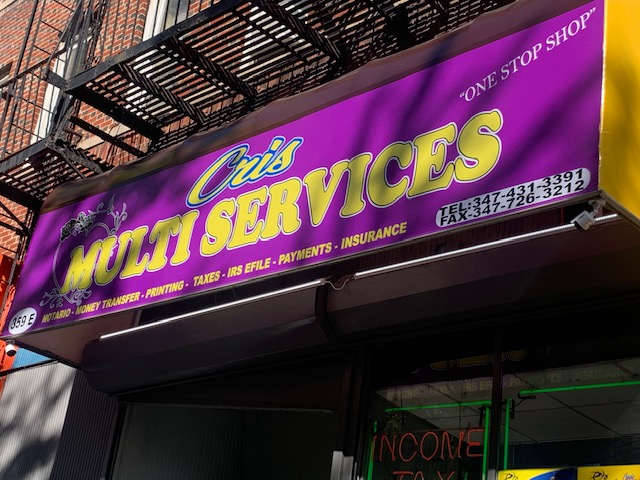 "ONE STOP SHOP"
Cris
MULTI SERVICES
TEL:347-431-3391
FAX-347-726-3212
NOTARIO - MONEY TRANSFER - PRINTING - TAXES - IRS EFILE - PAYMENTS - INSURANCE
359 E
INCOME
TAX